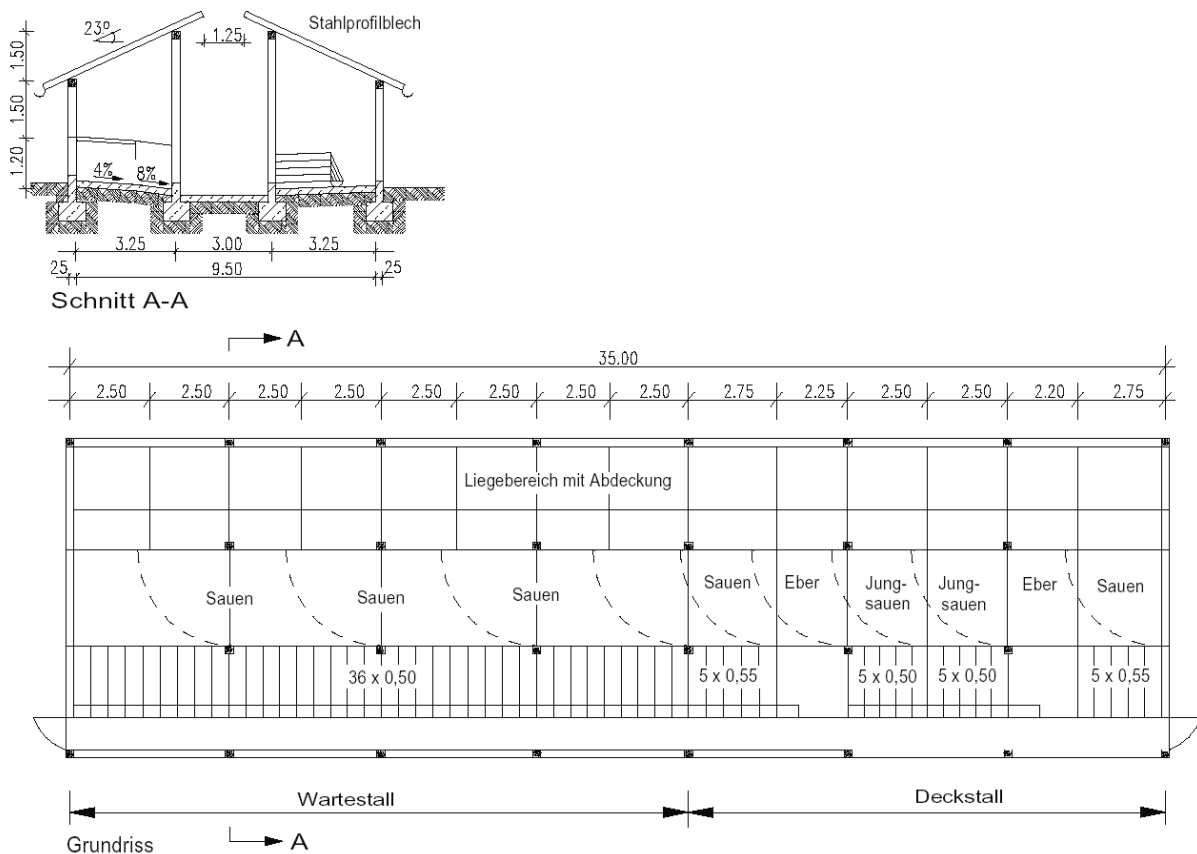 Stahlprofilblech
23°
1.25
1.50
1.50
1.20
4%
8%
3.25 3.00 3.25
25 9.50 25
Schnitt A-A
A
35.00
2.50 2.50 2.50 2.50 2.50 2.50 2.50 2.50 2.75 2.25 2.50 2.50 2.20 2.75
Liegebereich mit Abdeckung
Sauen
Sauen
Sauen
Sauen
Eber
Jung-
sauen
Jung-
sauen
Eber
Sauen
36 x 0,50
5 x 0,55
5 x 0,50
5 x 0,50
5 x 0,55
Wartestall
Deckstall
Grundriss
A